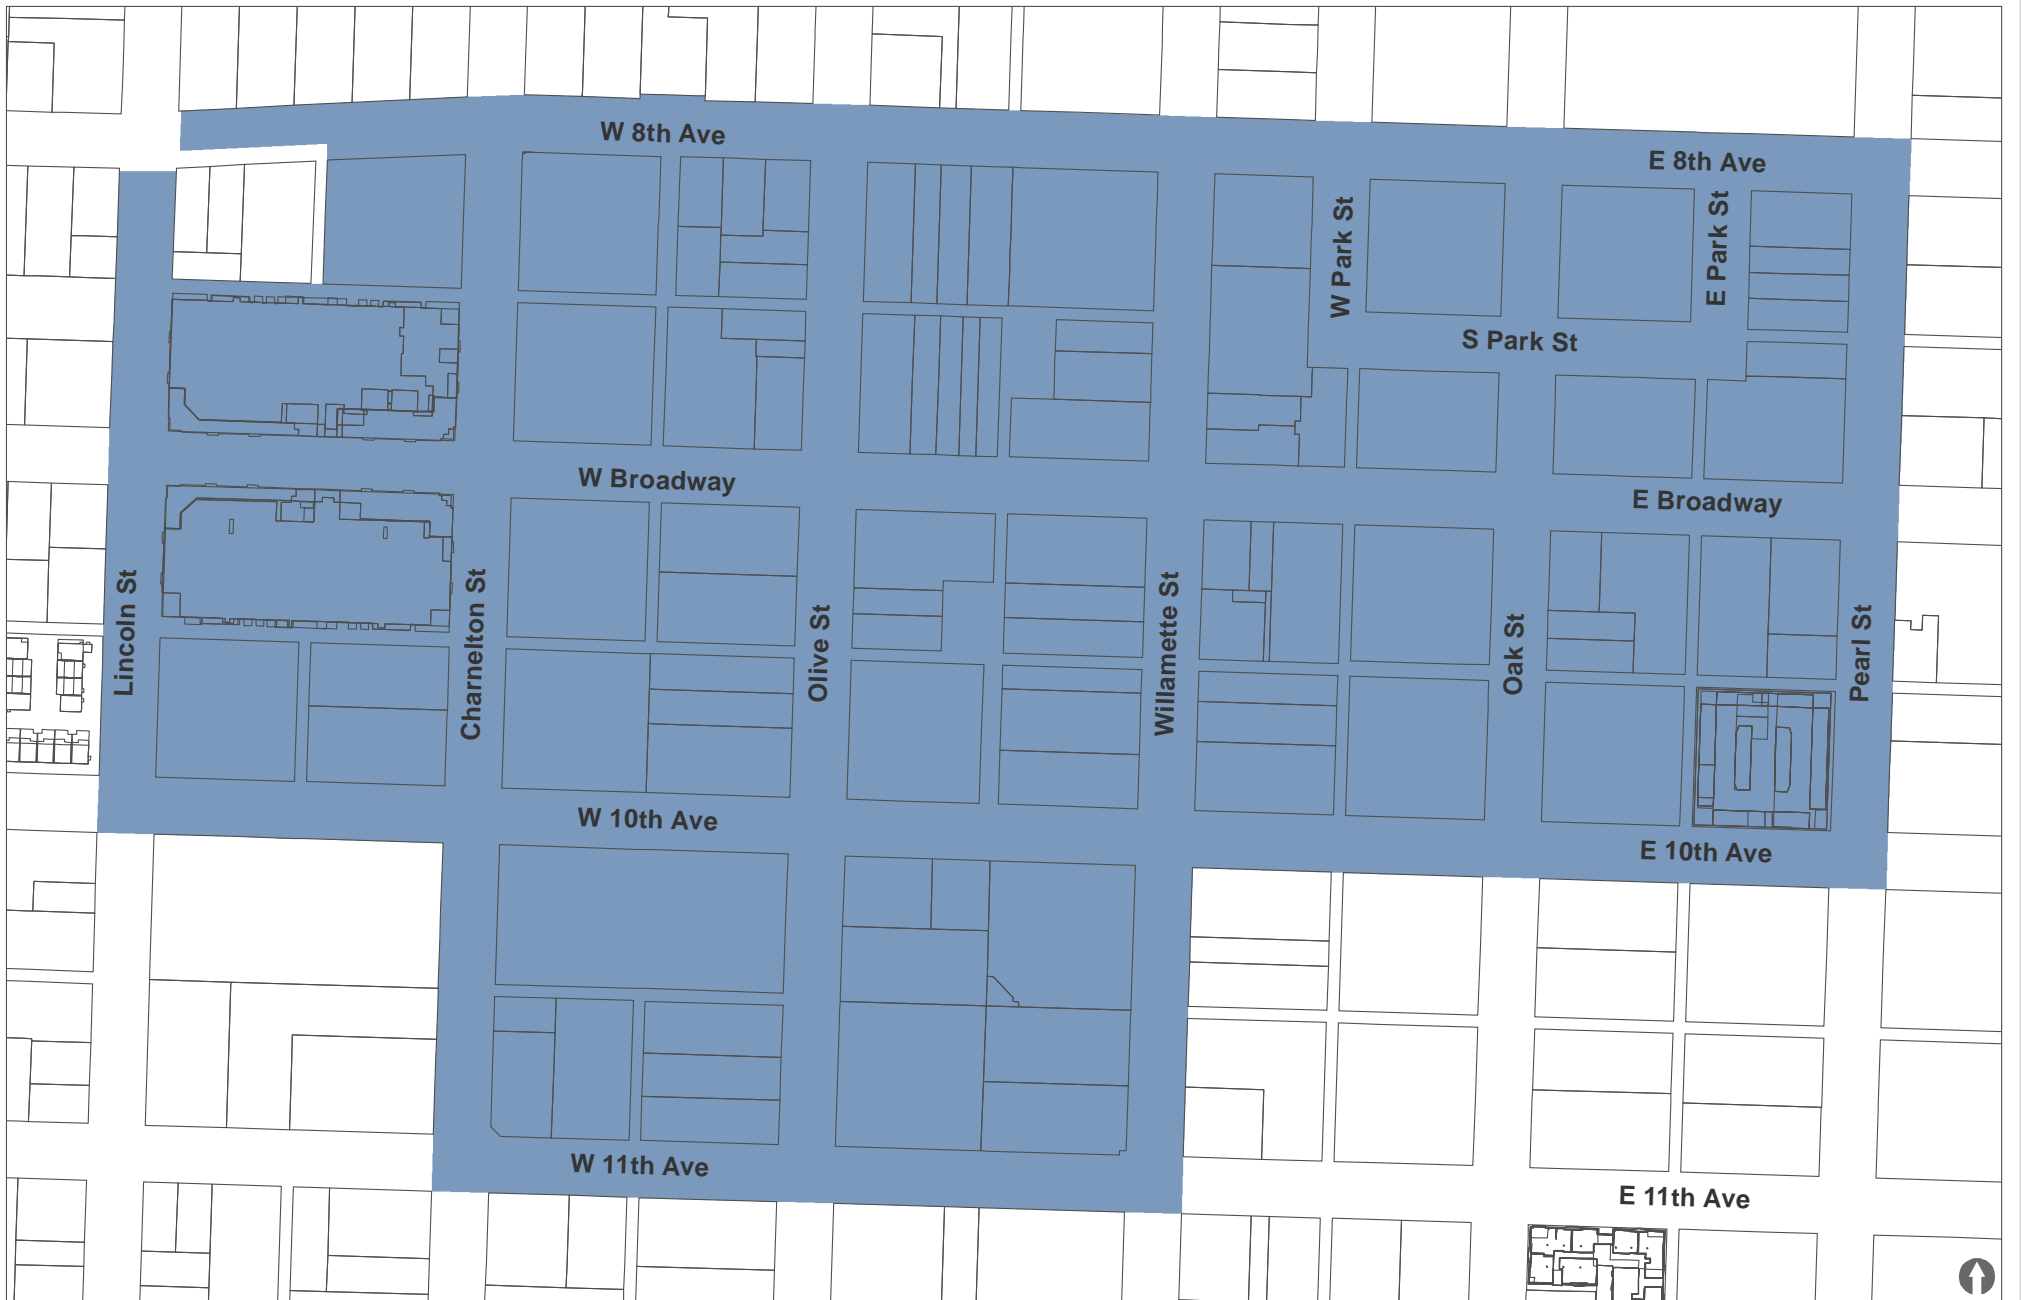 W 8th Ave
E 8th Ave
W Park St
E Park St
S Park St
W Broadway
E Broadway
Lincoln St
Charnelton St
Olive St
Willamette St
Oak St
Pearl St
W 10th Ave
E 10th Ave
W 11th Ave
E 11th Ave